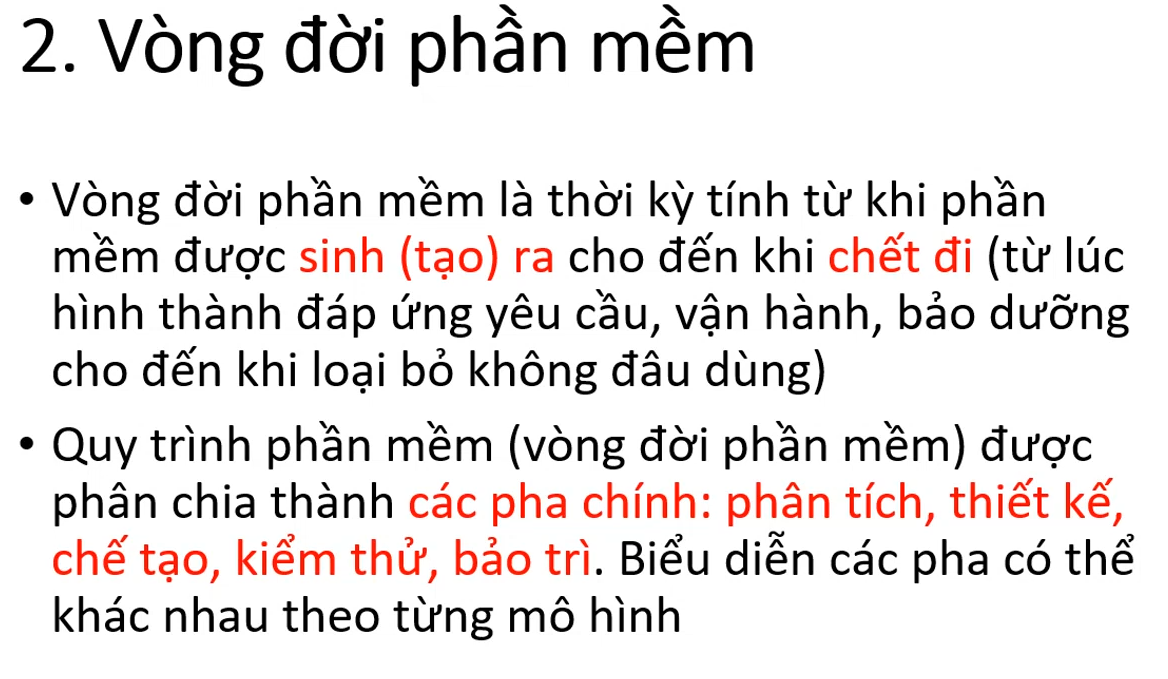 2. Vòng đời phần mềm
• Vòng đời phần mềm là thời kỳ tính từ khi phần
mềm được sinh (tạo) ra cho đến khi chết đi (từ lúc
hình thành đáp ứng yêu cầu, vận hành, bảo dưỡng
cho đến khi loại bỏ không đâu dùng)
• Quy trình phần mềm (vòng đời phần mềm) được
phân chia thành các pha chính: phân tích, thiết kế,
chế tạo, kiểm thử, bảo trì. Biểu diễn các pha có thể
khác nhau theo từng mô hình